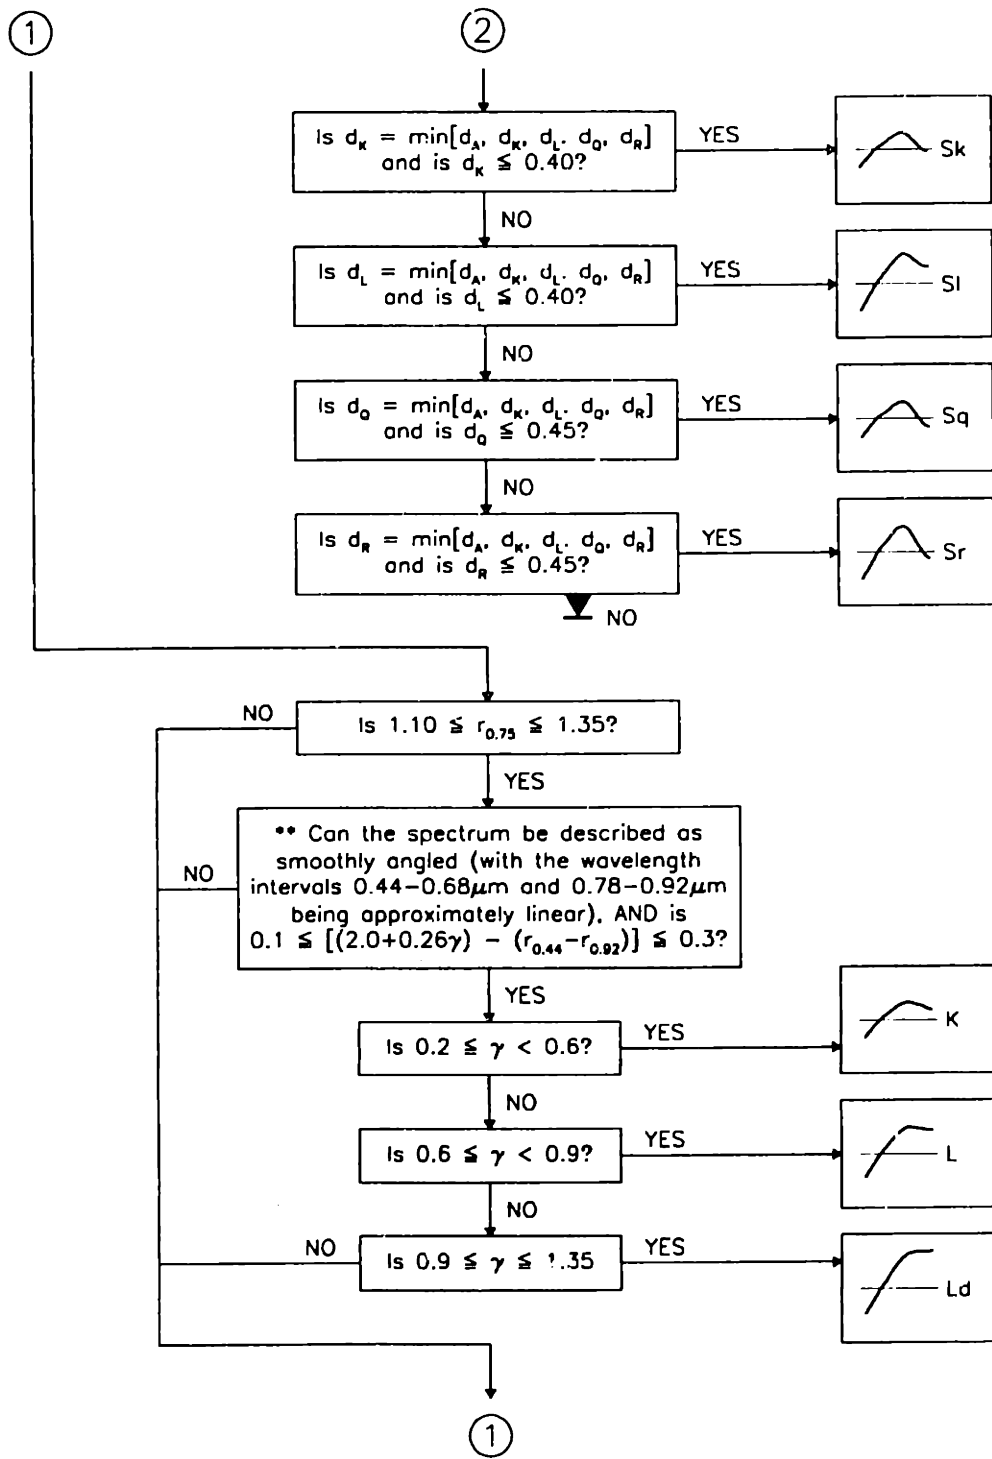 1
2
Is d_K = min[d_A, d_K, d_L. d_Q, d_R]
and is d_K ≦ 0.40?
YES
Sk
NO
Is d_L = min[d_A, d_K, d_L. d_Q, d_R]
and is d_L ≦ 0.40?
YES
Sl
NO
Is d_Q = min[d_A, d_K, d_L. d_Q, d_R]
and is d_Q ≦ 0.45?
YES
Sq
NO
Is d_R = min[d_A, d_K, d_L. d_Q, d_R]
and is d_R ≦ 0.45?
YES
Sr
NO
NO
Is 1.10 ≦ r_0.75 ≦ 1.35?
YES
** Can the spectrum be described as
smoothly angled (with the wavelength
intervals 0.44-0.68μm and 0.78-0.92μm
being approximately linear), AND is
0.1 ≦ [(2.0+0.26γ) - (r_0.44-r_0.92)] ≦ 0.3?
NO
YES
Is 0.2 ≦ γ < 0.6?
YES
K
NO
Is 0.6 ≦ γ < 0.9?
YES
L
NO
NO
Is 0.9 ≦ γ ≦ 1.35
YES
Ld
1